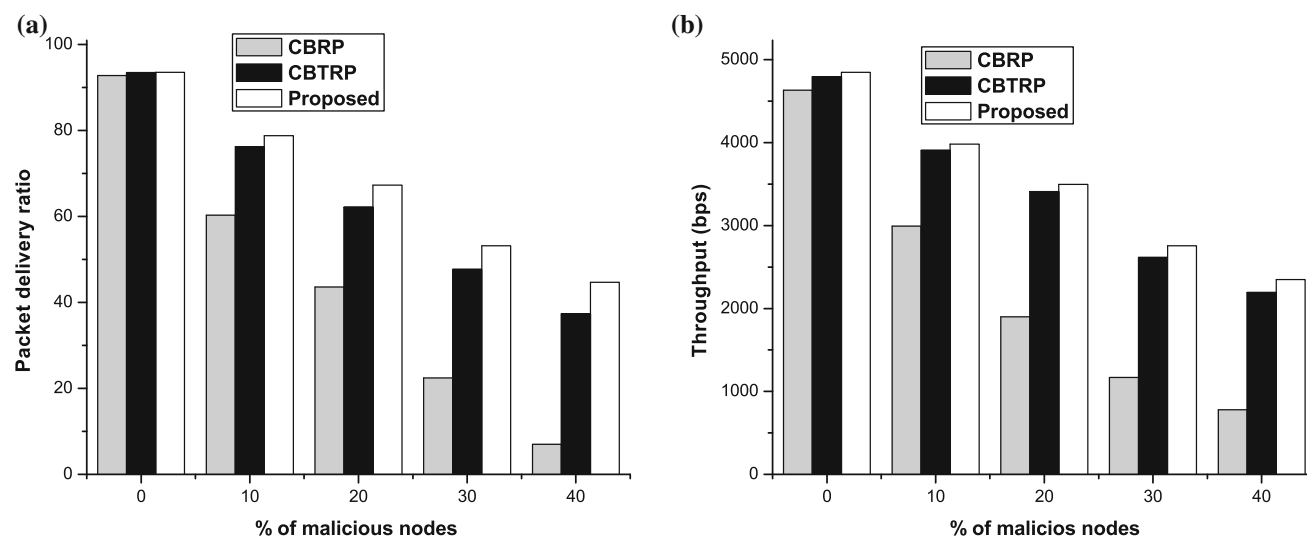 (a)
100
80
60
40
20
0
Packet delivery ratio
CBRP
CBTRP
Proposed
0 10 20 30 40
% of malicious nodes
(b)
5000
4000
3000
2000
1000
0
Throughput (bps)
CBRP
CBTRP
Proposed
0 10 20 30 40
% of malicios nodes